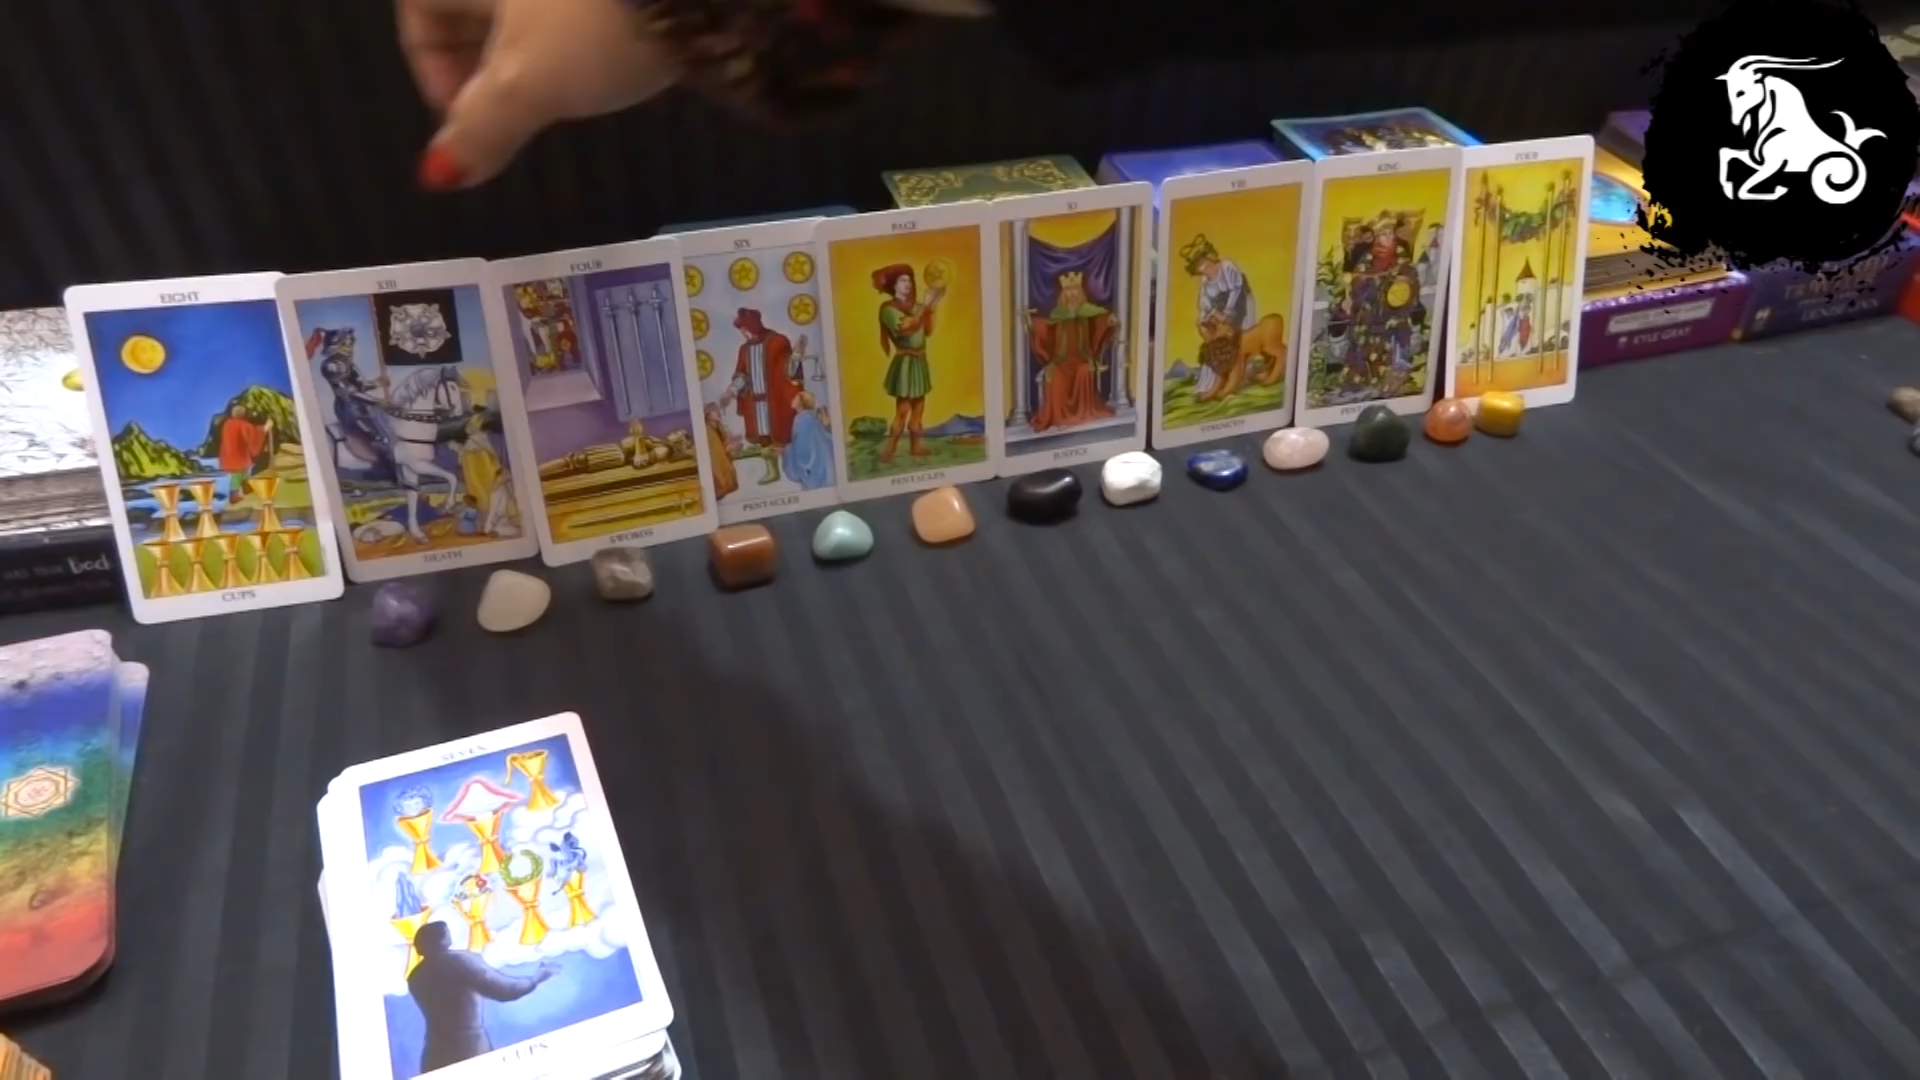 EIGHT
CUPS
XIII
DEATH
FOUR
SWORDS
SIX
PENTACLES
PAGE
PENTACLES
XI
JUSTICE
VIII
STRENGTH
KING
FOUR
KYLE GRAY
SEVEN
CUPS